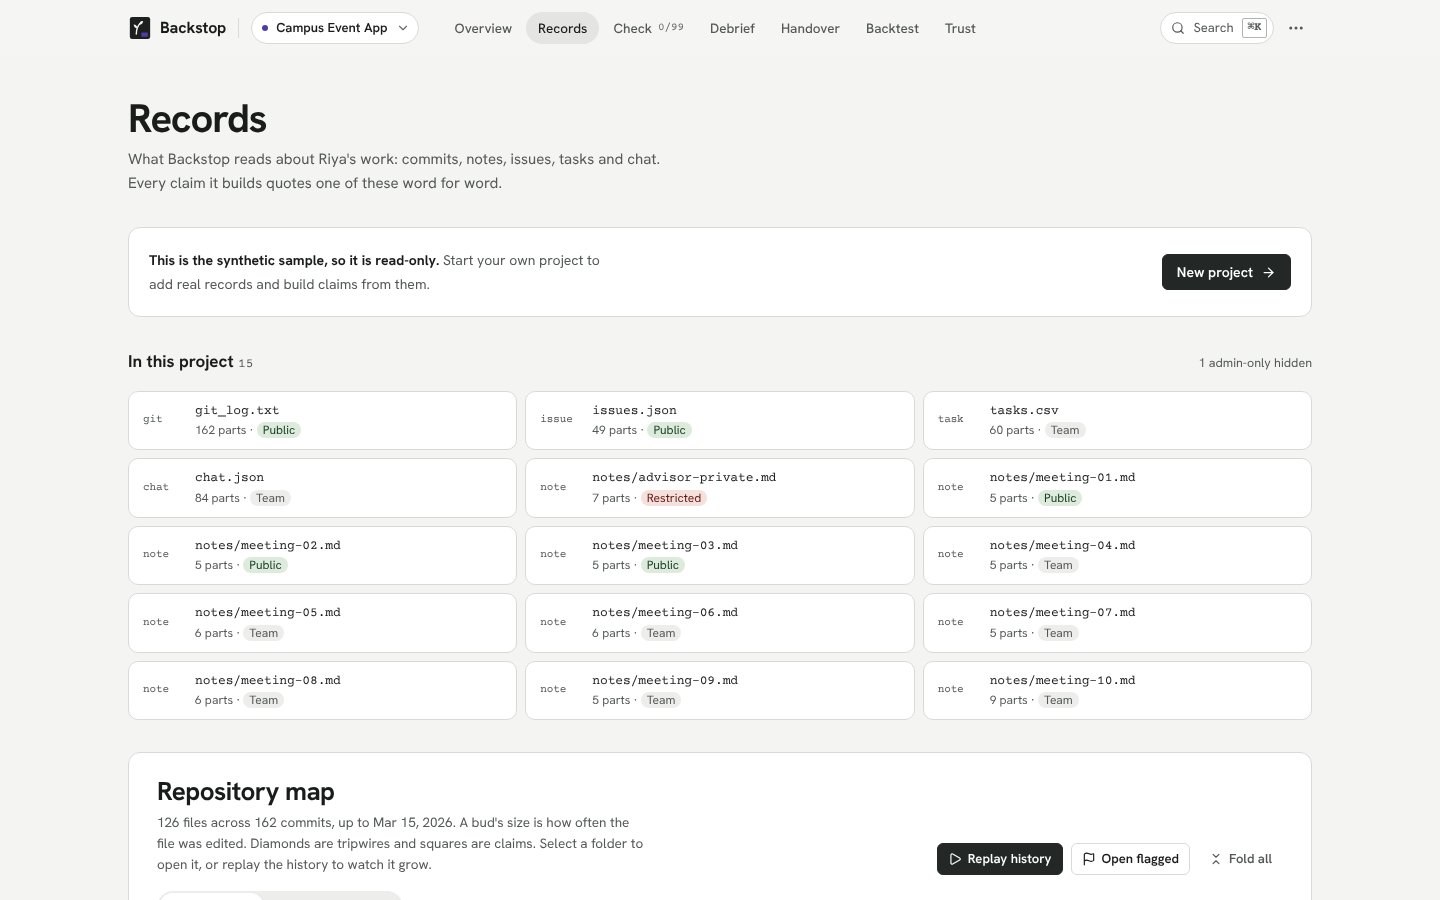 Backstop
Campus Event App
Overview
Records
Check 0/99
Debrief
Handover
Backtest
Trust
Search ⌘K
Records
What Backstop reads about Riya's work: commits, notes, issues, tasks and chat.
Every claim it builds quotes one of these word for word.
This is the synthetic sample, so it is read-only. Start your own project to
add real records and build claims from them.
New project
In this project 15
1 admin-only hidden
git
git_log.txt
162 parts · Public
issue
issues.json
49 parts · Public
task
tasks.csv
60 parts · Team
chat
chat.json
84 parts · Team
note
notes/advisor-private.md
7 parts · Restricted
note
notes/meeting-01.md
5 parts · Public
note
notes/meeting-02.md
5 parts · Public
note
notes/meeting-03.md
5 parts · Public
note
notes/meeting-04.md
5 parts · Team
note
notes/meeting-05.md
6 parts · Team
note
notes/meeting-06.md
6 parts · Team
note
notes/meeting-07.md
5 parts · Team
note
notes/meeting-08.md
6 parts · Team
note
notes/meeting-09.md
5 parts · Team
note
notes/meeting-10.md
9 parts · Team
Repository map
126 files across 162 commits, up to Mar 15, 2026. A bud's size is how often the
file was edited. Diamonds are tripwires and squares are claims. Select a folder to
open it, or replay the history to watch it grow.
Replay history
Open flagged
Fold all